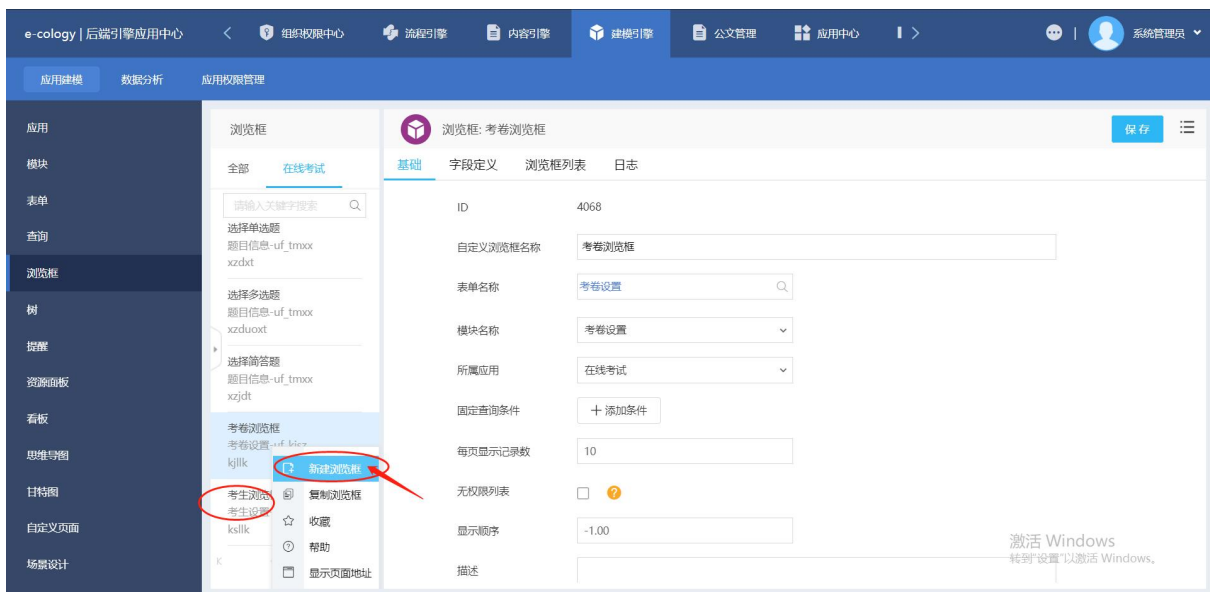 e-cology | 后端引擎应用中心
组织权限中心
流程引擎
内容引擎
建模引擎
公文管理
应用中心
系统管理员
应用建模
数据分析
应用权限管理
应用
模块
表单
查询
浏览框
树
提醒
资源面板
看板
思维导图
甘特图
自定义页面
场景设计
浏览框
全部
在线考试
请输入关键字搜索
选择单选题
题目信息-uf_tmxx
xzdxt
选择多选题
题目信息-uf_tmxx
xzduoxt
选择简答题
题目信息-uf_tmxx
xzjdt
考卷浏览框
考卷设置-uf_kjsz
kjllk
考生浏览
考生设置
ksllk
新建浏览框
复制浏览框
收藏
帮助
显示页面地址
浏览框: 考卷浏览框
保存
基础
字段定义
浏览框列表
日志
ID
4068
自定义浏览框名称
考卷浏览框
表单名称
考卷设置
模块名称
考卷设置
所属应用
在线考试
固定查询条件
添加条件
每页显示记录数
10
无权限列表
显示顺序
-1.00
描述
激活 Windows
转到"设置"以激活 Windows。